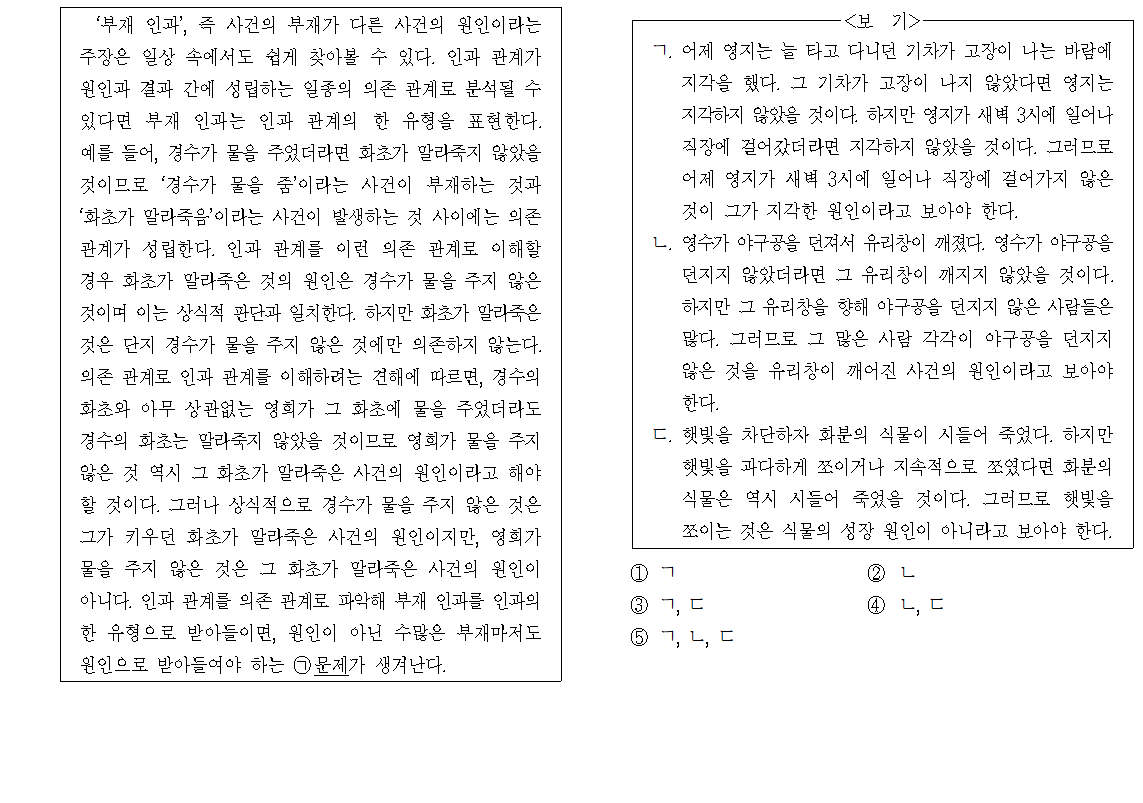 ‘부재 인과’, 즉 사건의 부재가 다른 사건의 원인이라는
주장은 일상 속에서도 쉽게 찾아볼 수 있다. 인과 관계가
원인과 결과 간에 성립하는 일종의 의존 관계로 분석될 수
있다면 부재 인과는 인과 관계의 한 유형을 표현한다.
예를 들어, 경수가 물을 주었더라면 화초가 말라죽지 않았을
것이므로 ‘경수가 물을 줌’이라는 사건이 부재하는 것과
‘화초가 말라죽음’이라는 사건이 발생하는 것 사이에는 의존
관계가 성립한다. 인과 관계를 이런 의존 관계로 이해할
경우 화초가 말라죽은 것의 원인은 경수가 물을 주지 않은
것이며 이는 상식적 판단과 일치한다. 하지만 화초가 말라죽은
것은 단지 경수가 물을 주지 않은 것에만 의존하지 않는다.
의존 관계로 인과 관계를 이해하려는 견해에 따르면, 경수의
화초와 아무 상관없는 영희가 그 화초에 물을 주었더라도
경수의 화초는 말라죽지 않았을 것이므로 영희가 물을 주지
않은 것 역시 그 화초가 말라죽은 사건의 원인이라고 해야
할 것이다. 그러나 상식적으로 경수가 물을 주지 않은 것은
그가 키우던 화초가 말라죽은 사건의 원인이지만, 영희가
물을 주지 않은 것은 그 화초가 말라죽은 사건의 원인이
아니다. 인과 관계를 의존 관계로 파악해 부재 인과를 인과의
한 유형으로 받아들이면, 원인이 아닌 수많은 부재마저도
원인으로 받아들여야 하는 ㉠문제가 생겨난다.
<보 기>
ㄱ. 어제 영지는 늘 타고 다니던 기차가 고장이 나는 바람에
지각을 했다. 그 기차가 고장이 나지 않았다면 영지는
지각하지 않았을 것이다. 하지만 영지가 새벽 3시에 일어나
직장에 걸어갔더라면 지각하지 않았을 것이다. 그러므로
어제 영지가 새벽 3시에 일어나 직장에 걸어가지 않은
것이 그가 지각한 원인이라고 보아야 한다.
ㄴ. 영수가 야구공을 던져서 유리창이 깨졌다. 영수가 야구공을
던지지 않았더라면 그 유리창이 깨지지 않았을 것이다.
하지만 그 유리창을 향해 야구공을 던지지 않은 사람들은
많다. 그러므로 그 많은 사람 각각이 야구공을 던지지
않은 것을 유리창이 깨어진 사건의 원인이라고 보아야
한다.
ㄷ. 햇빛을 차단하자 화분의 식물이 시들어 죽었다. 하지만
햇빛을 과다하게 쪼이거나 지속적으로 쪼였다면 화분의
식물은 역시 시들어 죽었을 것이다. 그러므로 햇빛을
쪼이는 것은 식물의 성장 원인이 아니라고 보아야 한다.
① ㄱ ② ㄴ
③ ㄱ, ㄷ ④ ㄴ, ㄷ
⑤ ㄱ, ㄴ, ㄷ